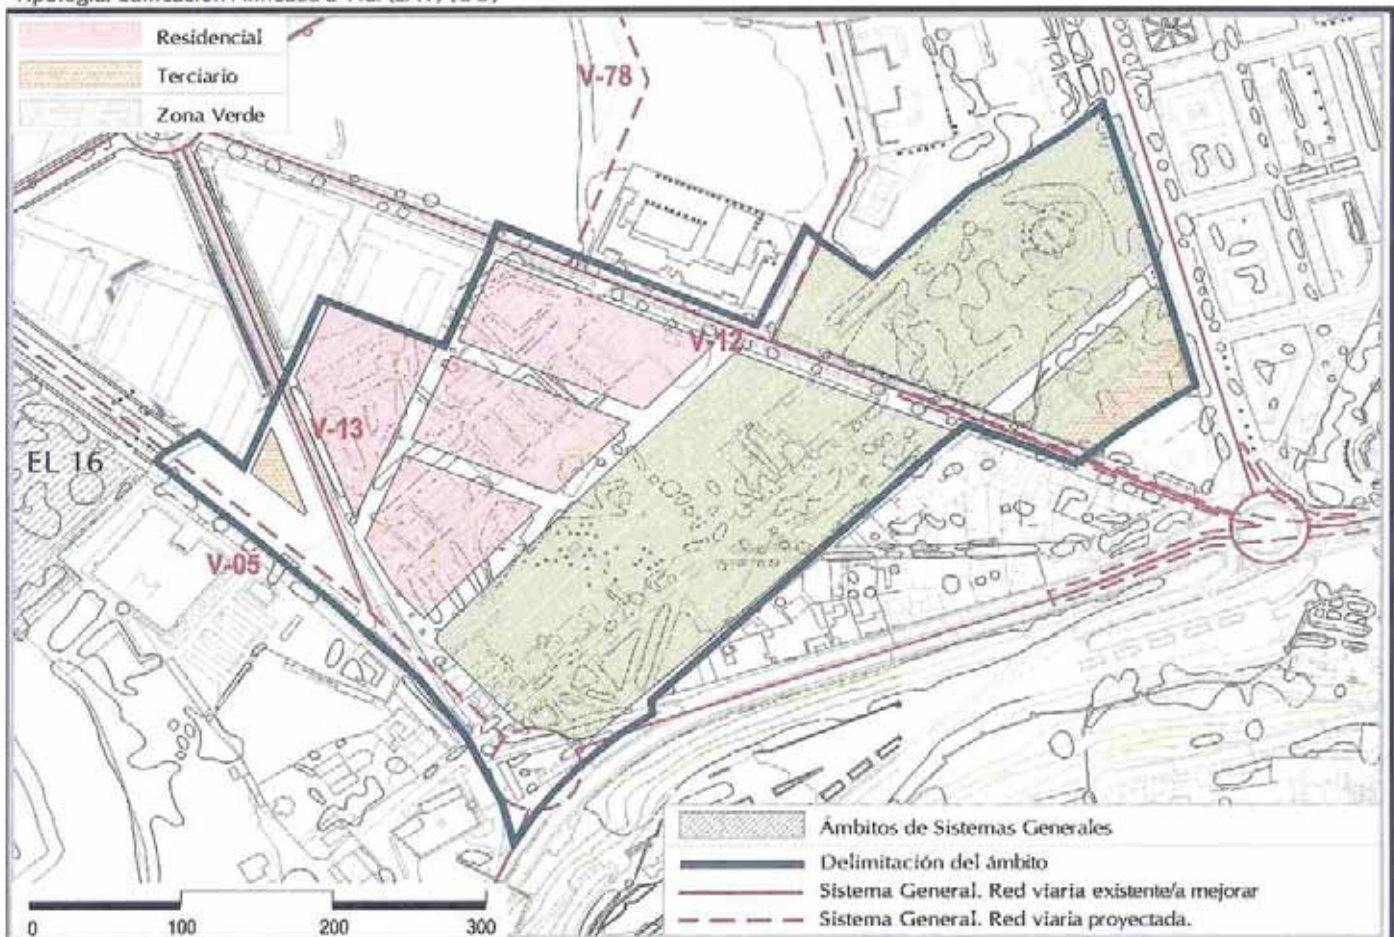 Residencial
Terciario
Zona Verde
V-78
V-12
V-13
EL 16
V-05
Ámbitos de Sistemas Generales
Delimitación del ámbito
Sistema General. Red viaria existente/a mejorar
Sistema General. Red viaria proyectada.
0 100 200 300